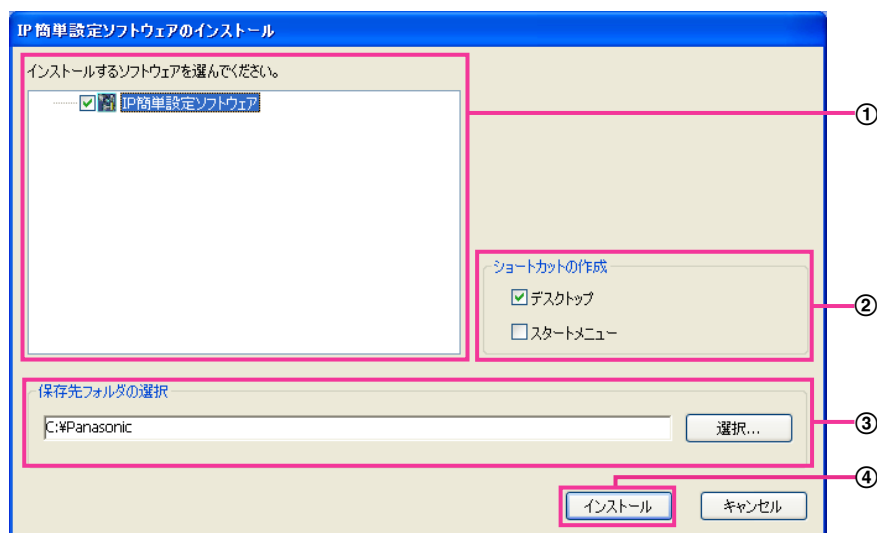 IP簡単設定ソフトウェアのインストール
インストールするソフトウェアを選んでください。
IP簡単設定ソフトウェア
①
ショートカットの作成
デスクトップ
②
スタートメニュー
保存先フォルダの選択
C:¥Panasonic
選択...
③
④
インストール
キャンセル